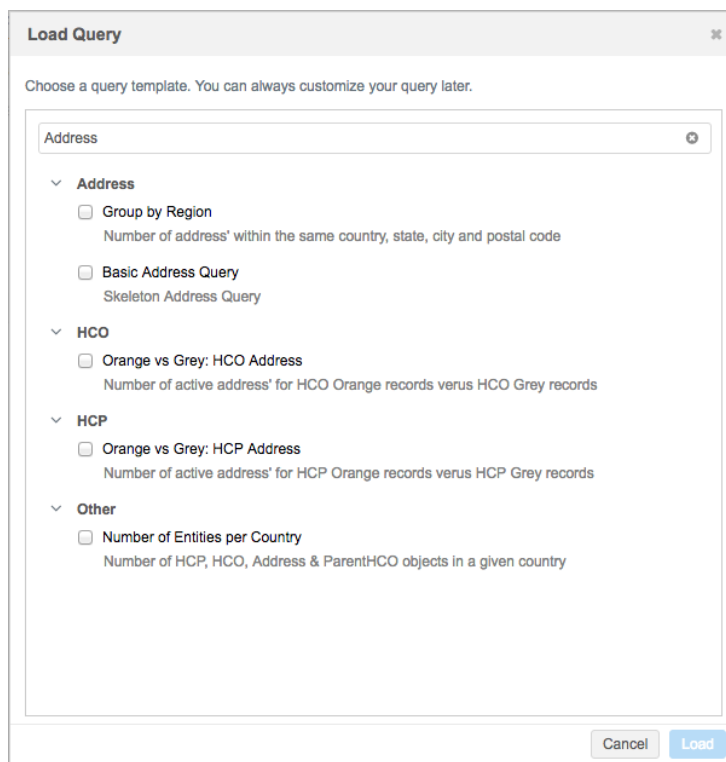 Load Query
Choose a query template. You can always customize your query later.
Address
Address
Group by Region
Number of address' within the same country, state, city and postal code
Basic Address Query
Skeleton Address Query
HCO
Orange vs Grey: HCO Address
Number of active address' for HCO Orange records verus HCO Grey records
HCP
Orange vs Grey: HCP Address
Number of active address' for HCP Orange records verus HCP Grey records
Other
Number of Entities per Country
Number of HCP, HCO, Address & ParentHCO objects in a given country
Cancel
Load